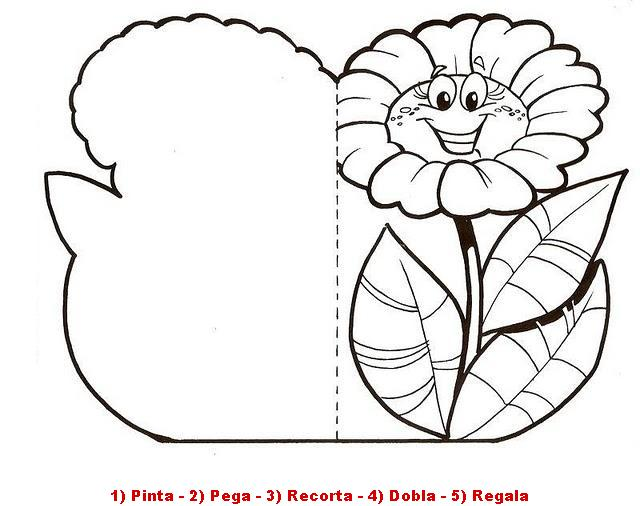 1) Pinta - 2) Pega - 3) Recorta - 4) Dobla - 5) Regala